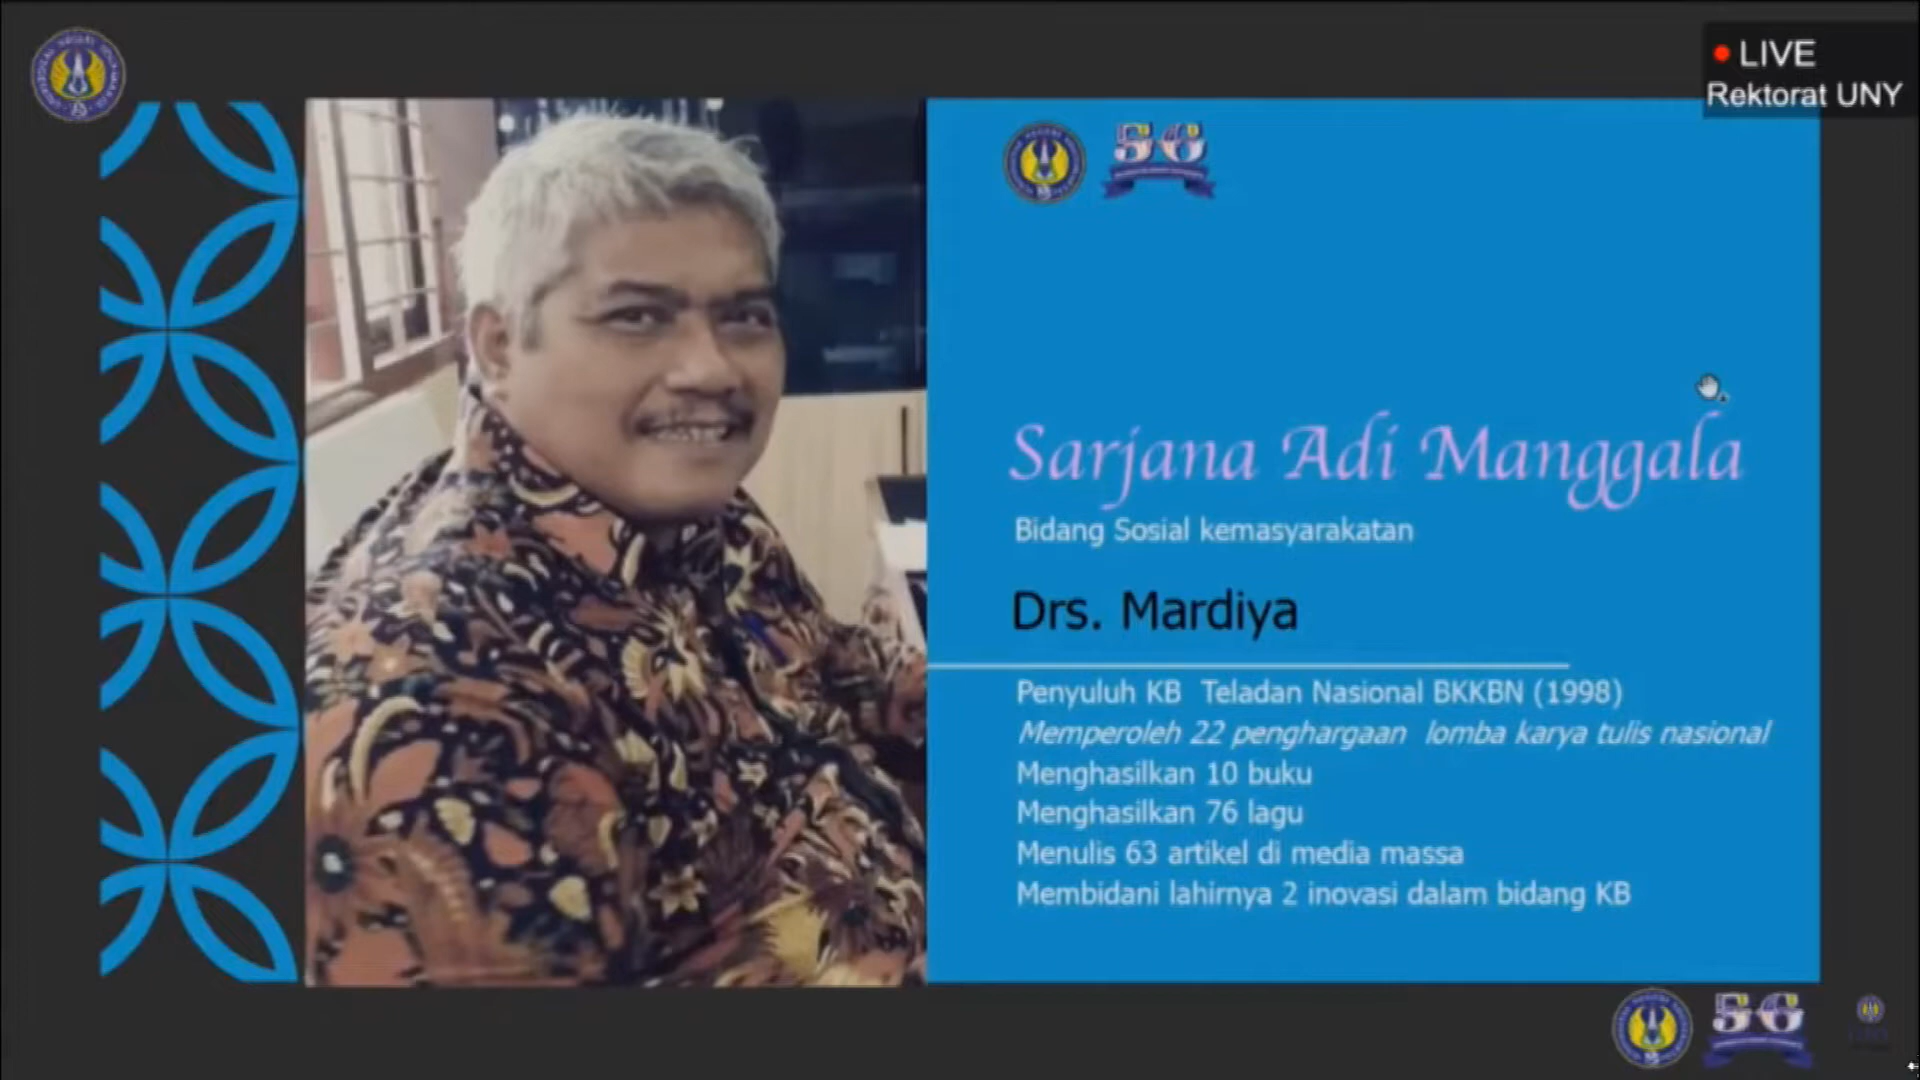 LIVE
Rektorat UNY
56
Sarjana Adi Manggala
Bidang Sosial kemasyarakatan
Drs. Mardiya
Penyuluh KB Teladan Nasional BKKBN (1998)
Memperoleh 22 penghargaan lomba karya tulis nasional
Menghasilkan 10 buku
Menghasilkan 76 lagu
Menulis 63 artikel di media massa
Membidani lahirnya 2 inovasi dalam bidang KB
56